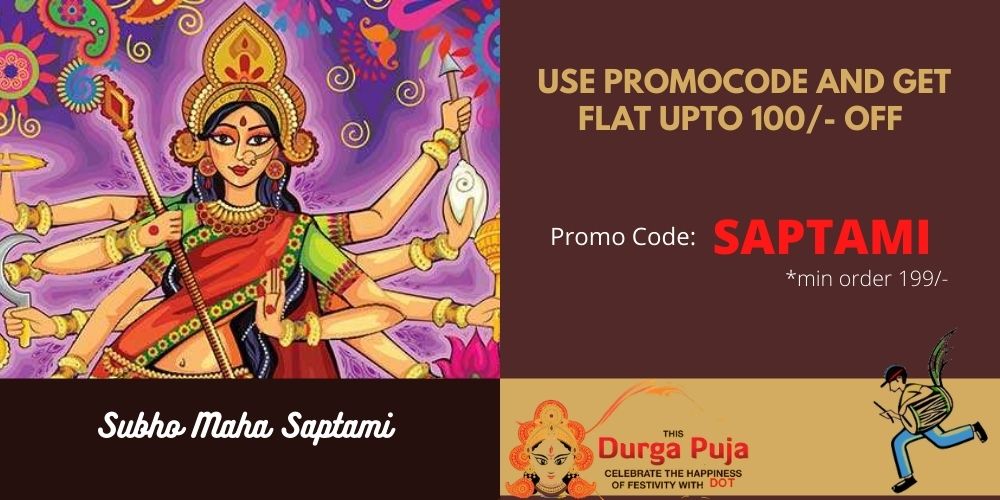 USE PROMOCODE AND GET
FLAT UPTO 100/- OFF
Promo Code: SAPTAMI
*min order 199/-
Subho Maha Saptami
THIS
Durga Puja
CELEBRATE THE HAPPINESS
OF FESTIVITY WITH DOT